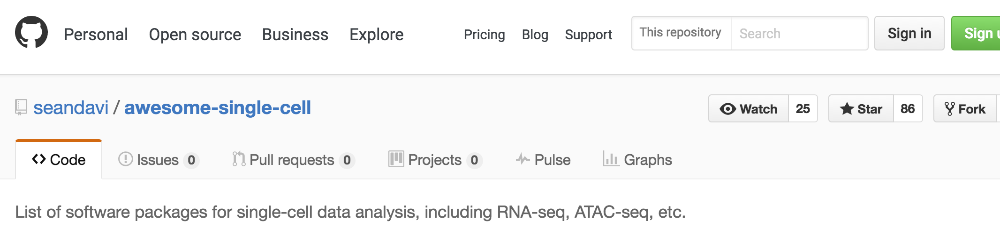 Personal Open source Business Explore Pricing Blog Support This repository Search Sign in Sign
seandavi / awesome-single-cell Watch 25 Star 86 Fork
Code Issues 0 Pull requests 0 Projects 0 Pulse Graphs
List of software packages for single-cell data analysis, including RNA-seq, ATAC-seq, etc.